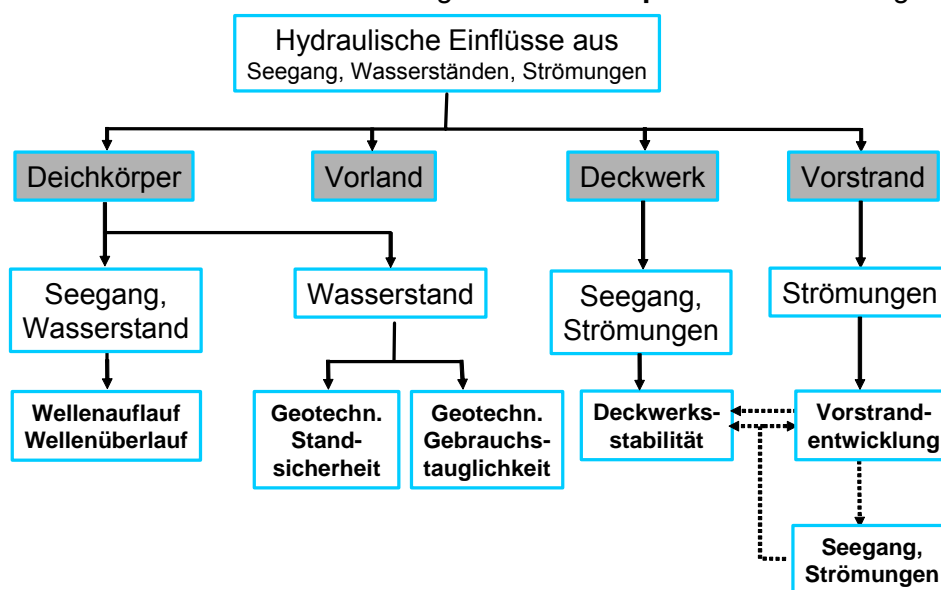 Hydraulische Einflüsse aus
Seegang, Wasserständen, Strömungen
Deichkörper
Vorland
Deckwerk
Vorstrand
Seegang,
Wasserstand
Wasserstand
Seegang,
Strömungen
Strömungen
Wellenauflauf
Wellenüberlauf
Geotechn.
Stand-
sicherheit
Geotechn.
Gebrauchs-
tauglichkeit
Deckwerks-
stabilität
Vorstrand-
entwicklung
Seegang,
Strömungen